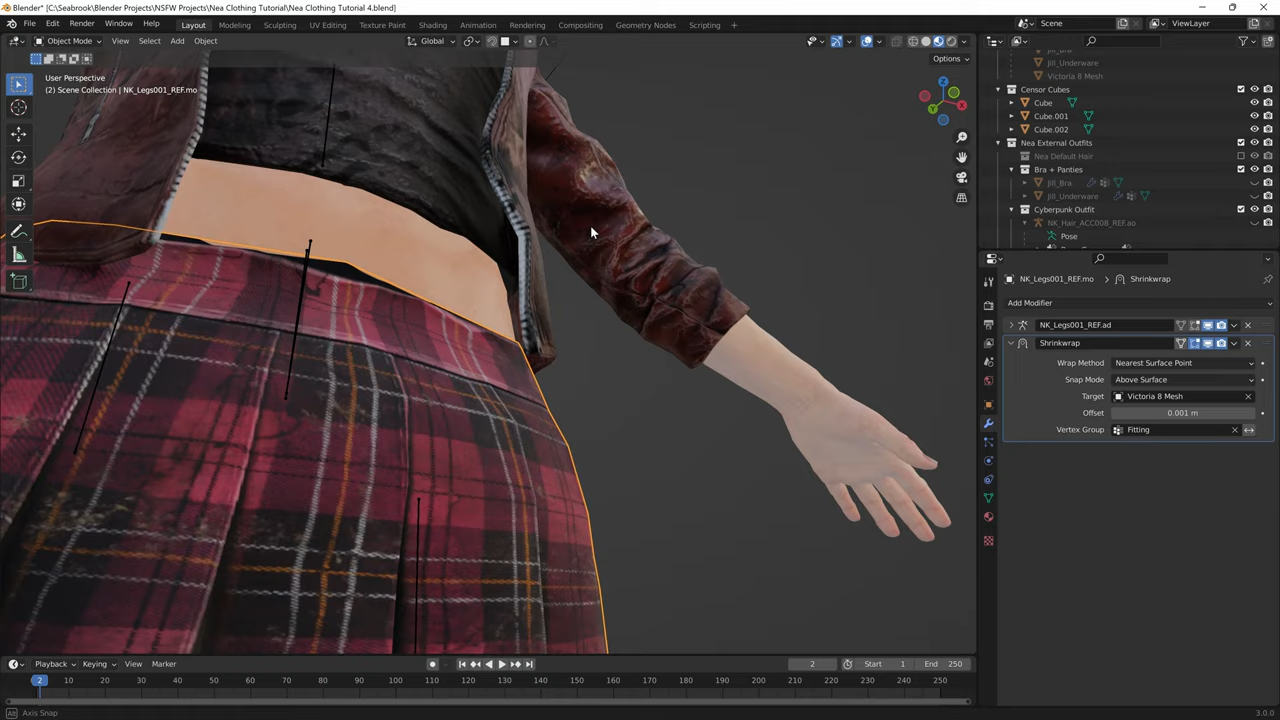 Blender* [C:\Seabrook\Blender Projects\NSFW Projects\Nea Clothing Tutorial\Nea Clothing Tutorial 4.blend]
File Edit Render Window Help Layout Modeling Sculpting UV Editing Texture Paint Shading Animation Rendering Compositing Geometry Nodes Scripting + Scene ViewLayer
Object Mode View Select Add Object Global
Options
User Perspective
(2) Scene Collection | NK_Legs001_REF.mo
X
Y
Z
Jill_Bra
Jill_Underware
Victoria 8 Mesh
Censor Cubes
Cube
Cube.001
Cube.002
Nea External Outfits
Nea Default Hair
Bra + Panties
Jill_Bra
Jill_Underware
Cyberpunk Outfit
NK_Hair_ACC008_REF.ao
Pose
NK_Legs001_REF.mo > Shrinkwrap
Add Modifier
NK_Legs001_REF.ad
Shrinkwrap
Wrap Method Nearest Surface Point
Snap Mode Above Surface
Target Victoria 8 Mesh
Offset 0.001 m
Vertex Group Fitting
Playback Keying View Marker 2 Start 1 End 250
2 10 20 30 40 50 60 70 80 90 100 110 120 130 140 150 160 170 180 190 200 210 220 230 240 250
Alt Axis Snap 3.0.0